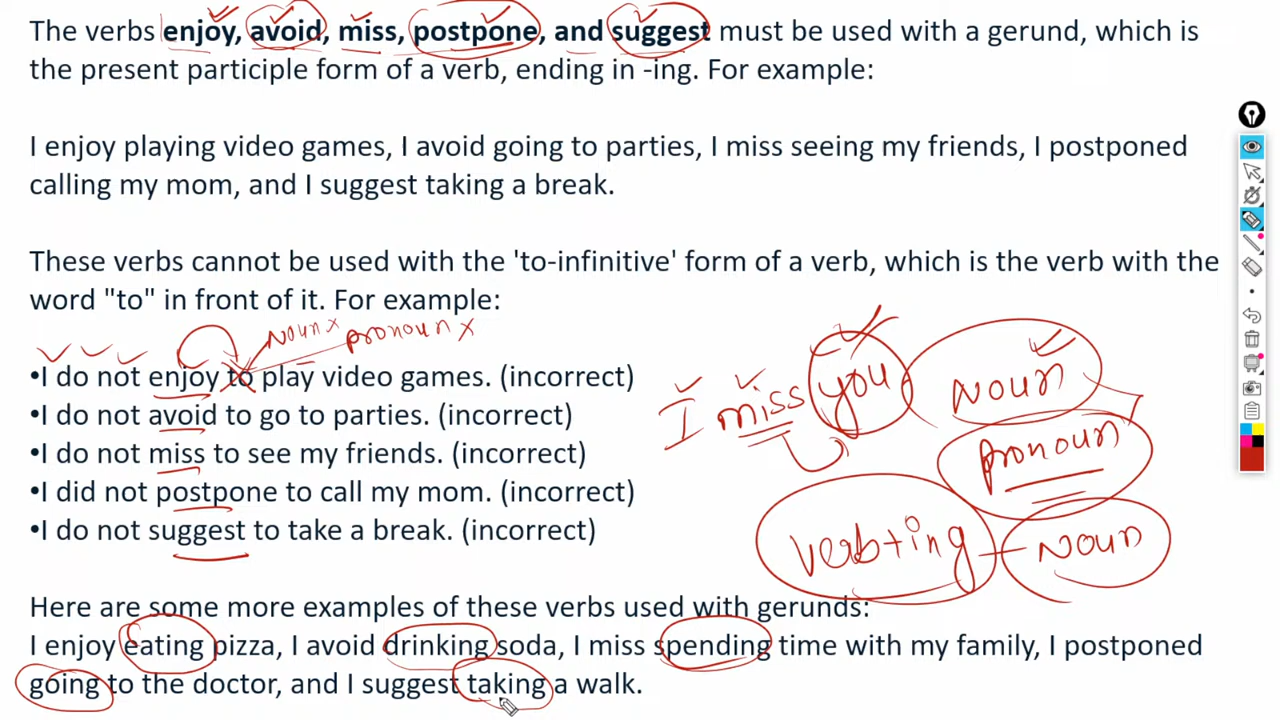 The verbs enjoy, avoid, miss, postpone, and suggest must be used with a gerund, which is
the present participle form of a verb, ending in -ing. For example:
I enjoy playing video games, I avoid going to parties, I miss seeing my friends, I postponed
calling my mom, and I suggest taking a break.
These verbs cannot be used with the 'to-infinitive' form of a verb, which is the verb with the
word "to" in front of it. For example:
Noun x pronoun x
•I do not enjoy to play video games. (incorrect)
•I do not avoid to go to parties. (incorrect)
•I do not miss to see my friends. (incorrect)
•I did not postpone to call my mom. (incorrect)
•I do not suggest to take a break. (incorrect)
I miss you Noun
pronoun
verb+ing - Noun
Here are some more examples of these verbs used with gerunds:
I enjoy eating pizza, I avoid drinking soda, I miss spending time with my family, I postponed
going to the doctor, and I suggest taking a walk.